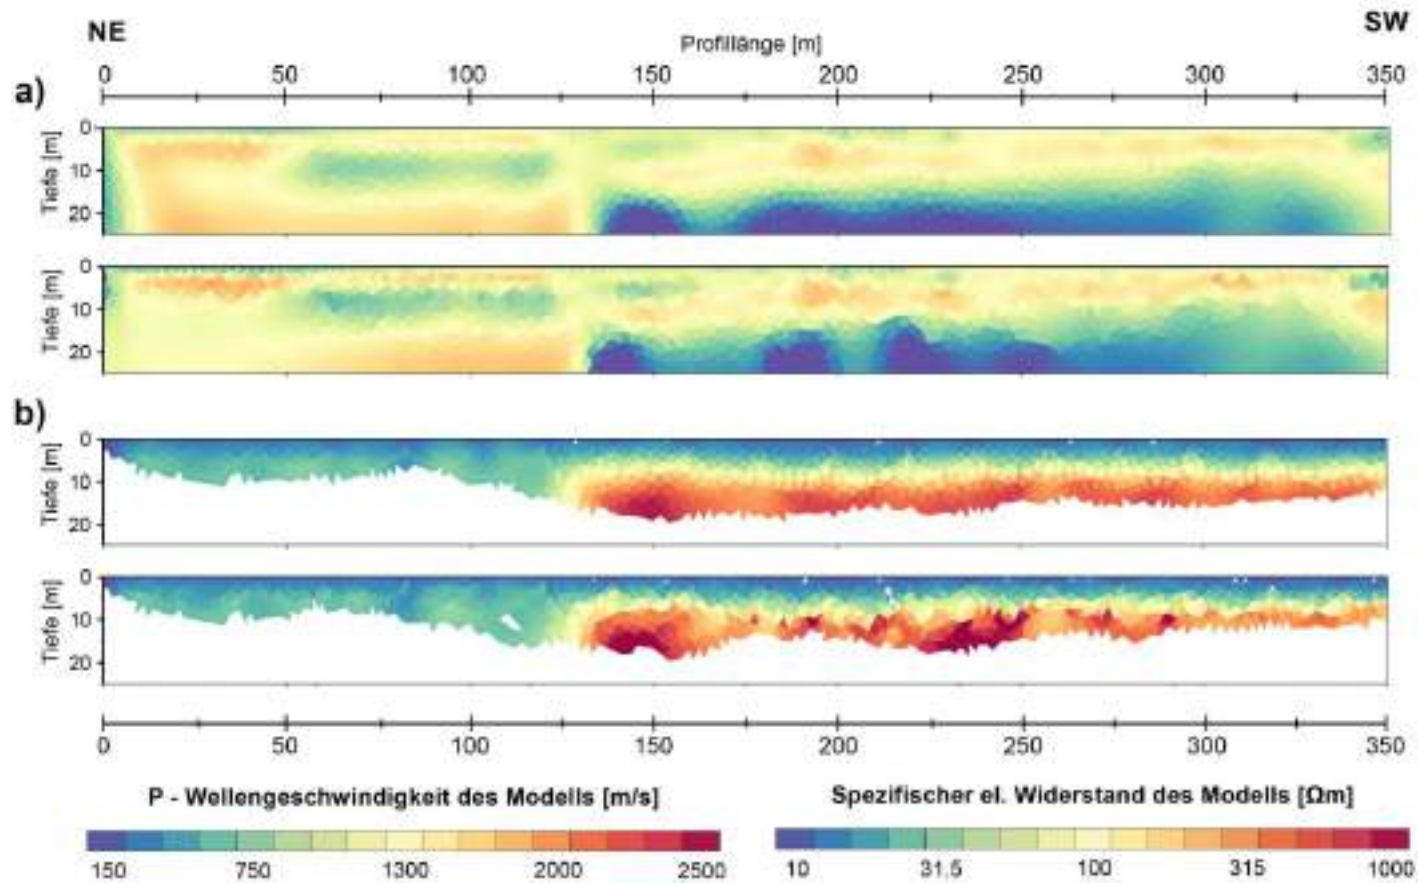 NE
SW
Profillänge [m]
0 50 100 150 200 250 300 350
a)
Tiefe [m]
0
10
20
Tiefe [m]
0
10
20
b)
Tiefe [m]
0
10
20
Tiefe [m]
0
10
20
0 50 100 150 200 250 300 350
P - Wellengeschwindigkeit des Modells [m/s]
150 750 1300 2000 2500
Spezifischer el. Widerstand des Modells [Ωm]
10 31.5 100 315 1000